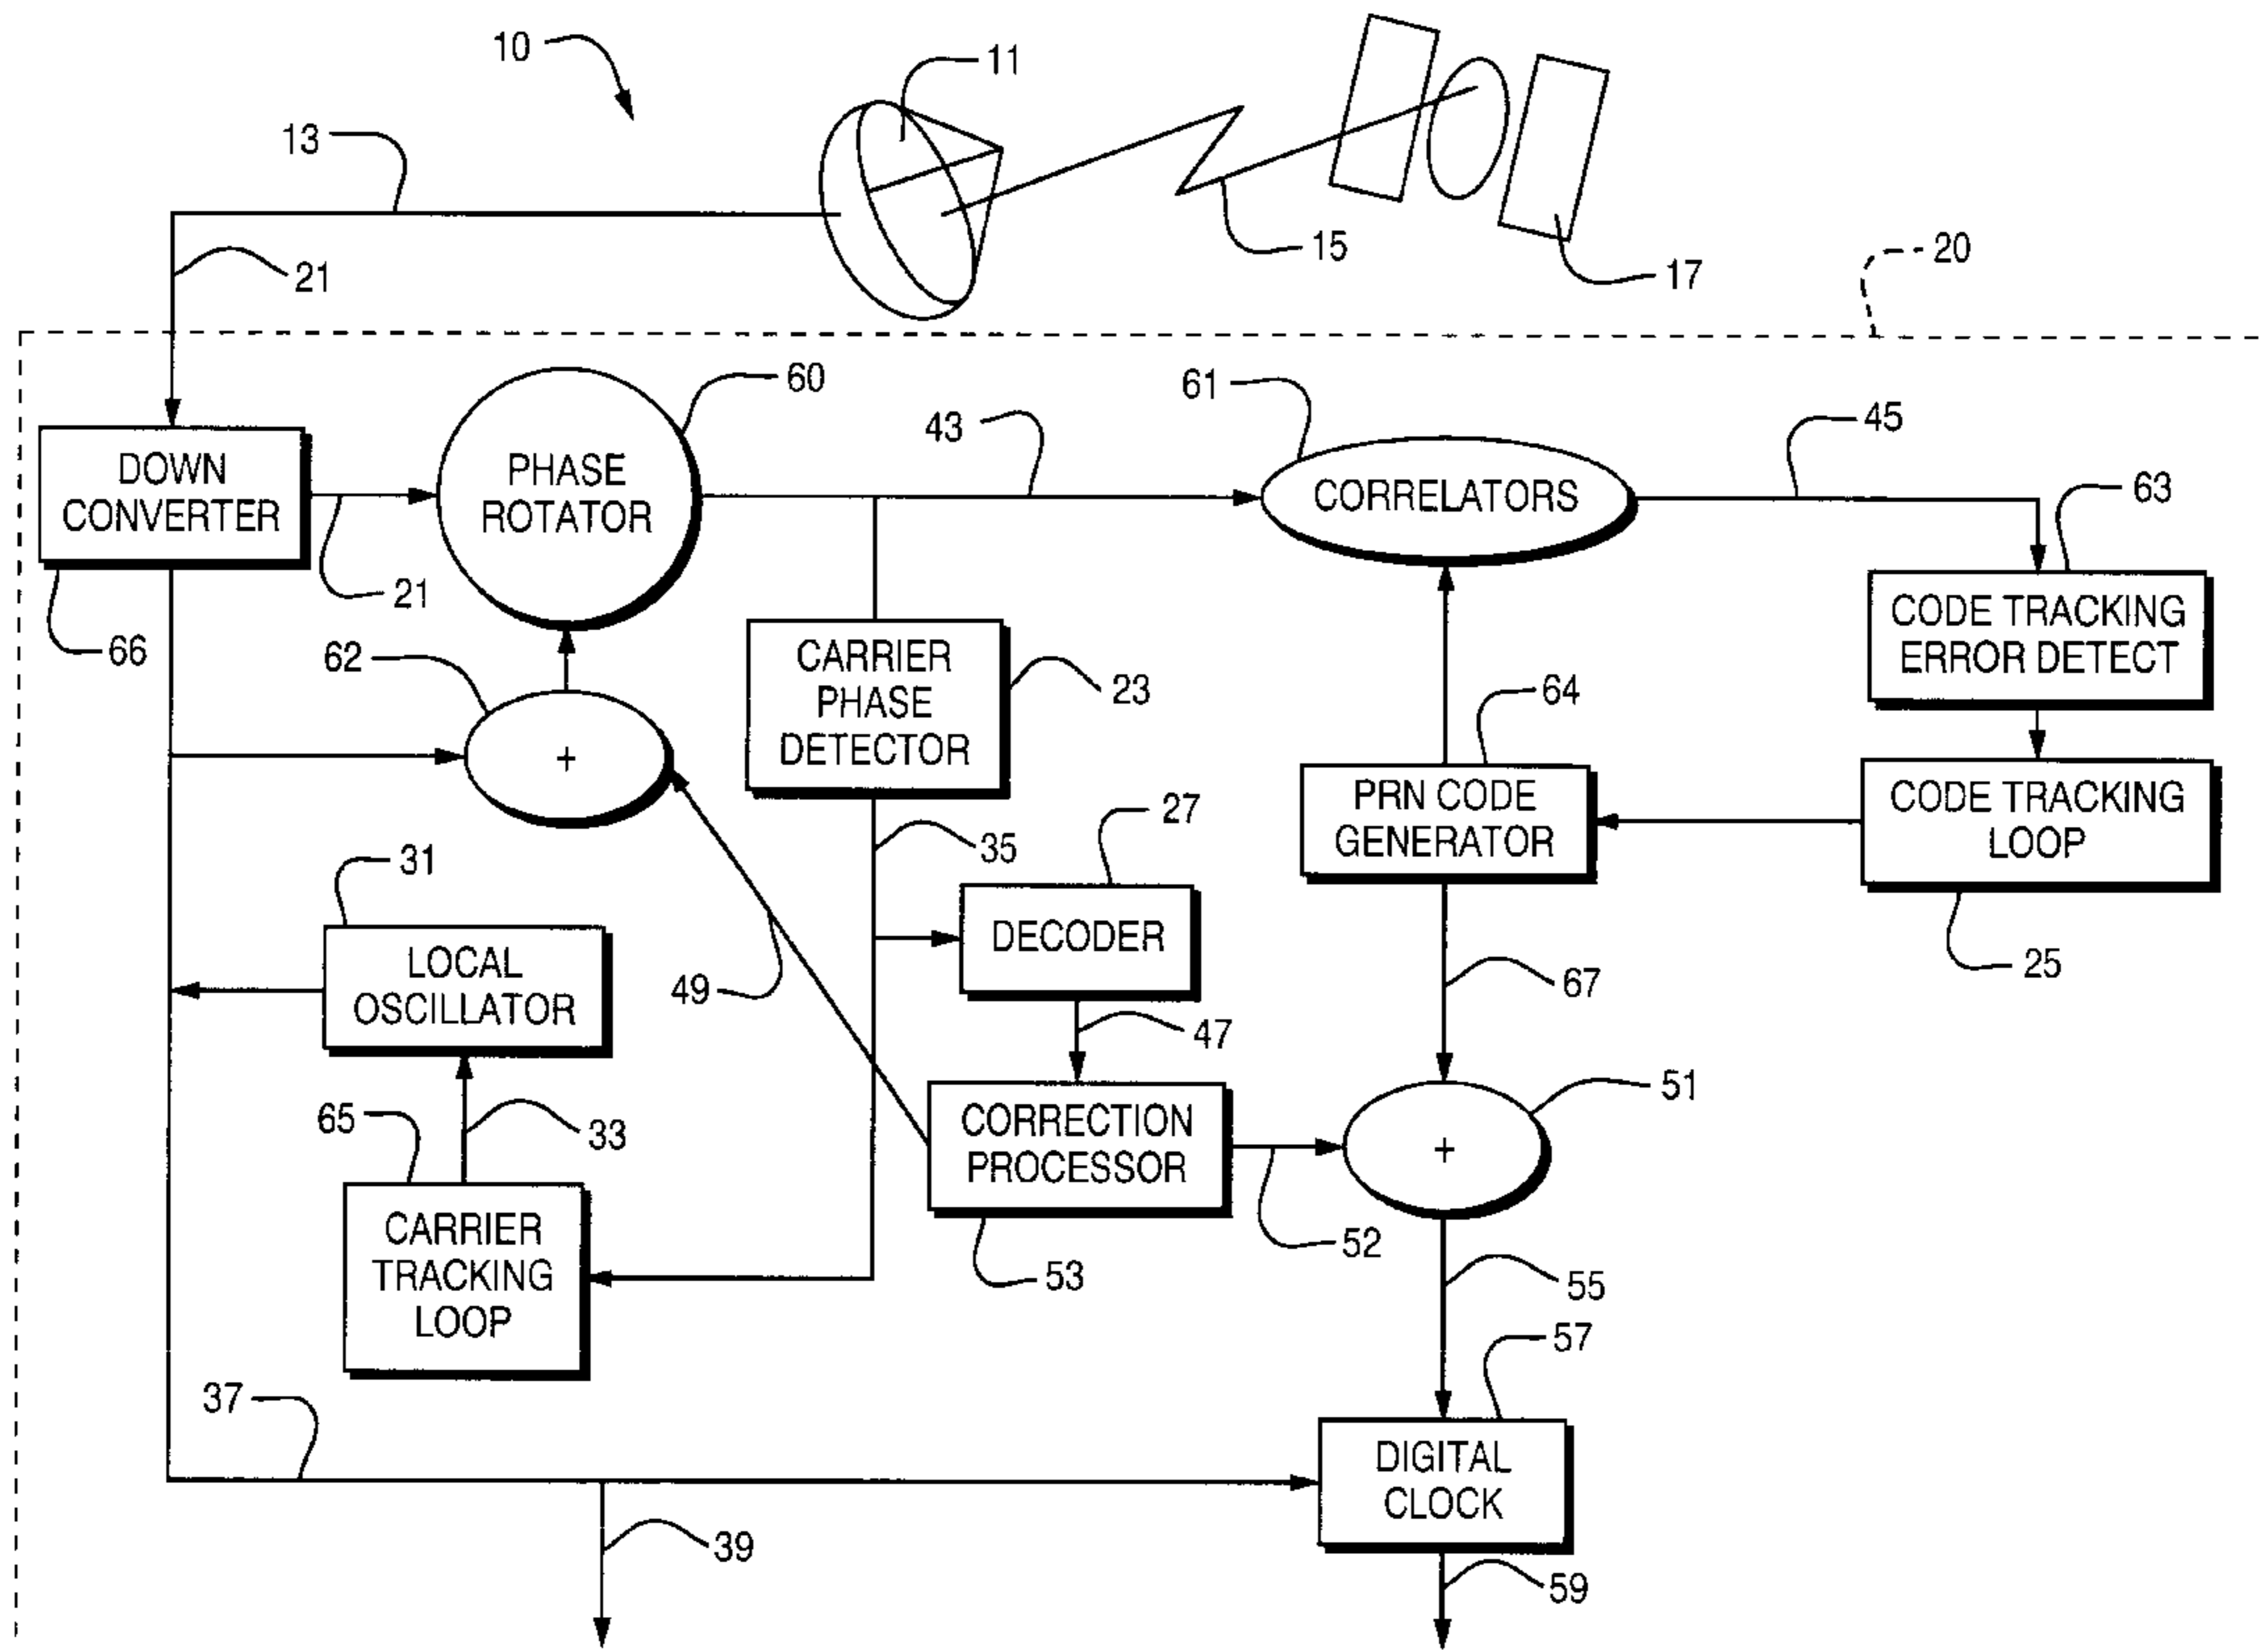 10
11
13
15
17
21
20
60
61
43
45
63
DOWN
CONVERTER
PHASE
ROTATOR
CORRELATORS
21
66
62
CARRIER
PHASE
DETECTOR
23
64
CODE TRACKING
ERROR DETECT
+
PRN CODE
GENERATOR
CODE TRACKING
LOOP
27
35
31
DECODER
LOCAL
OSCILLATOR
49
47
67
25
65
33
CORRECTION
PROCESSOR
51
+
CARRIER
TRACKING
LOOP
52
53
55
57
37
DIGITAL
CLOCK
39
59